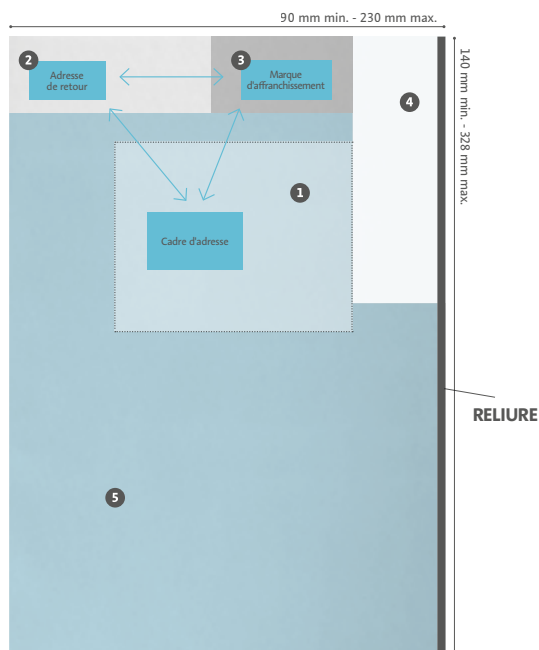 90 mm min. - 230 mm max.
2
Adresse
de retour
3
Marque
d'affranchissement
4
140 mm min. - 328 mm max.
1
Cadre d'adresse
RELIURE
5